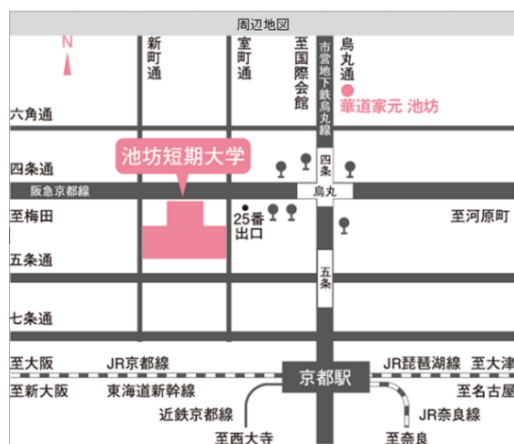 周辺地図
N
新町通
室町通
至国際会館
市営地下鉄烏丸線
烏丸通
華道家元 池坊
六角通
池坊短期大学
四条通
四条
阪急京都線
烏丸
至梅田
25番
出口
至河原町
五条通
五条
七条通
至大阪
JR京都線
京都駅
JR琵琶湖線
至大津
至新大阪
東海道新幹線
至名古屋
近鉄京都線
JR奈良線
至西大寺
至奈良